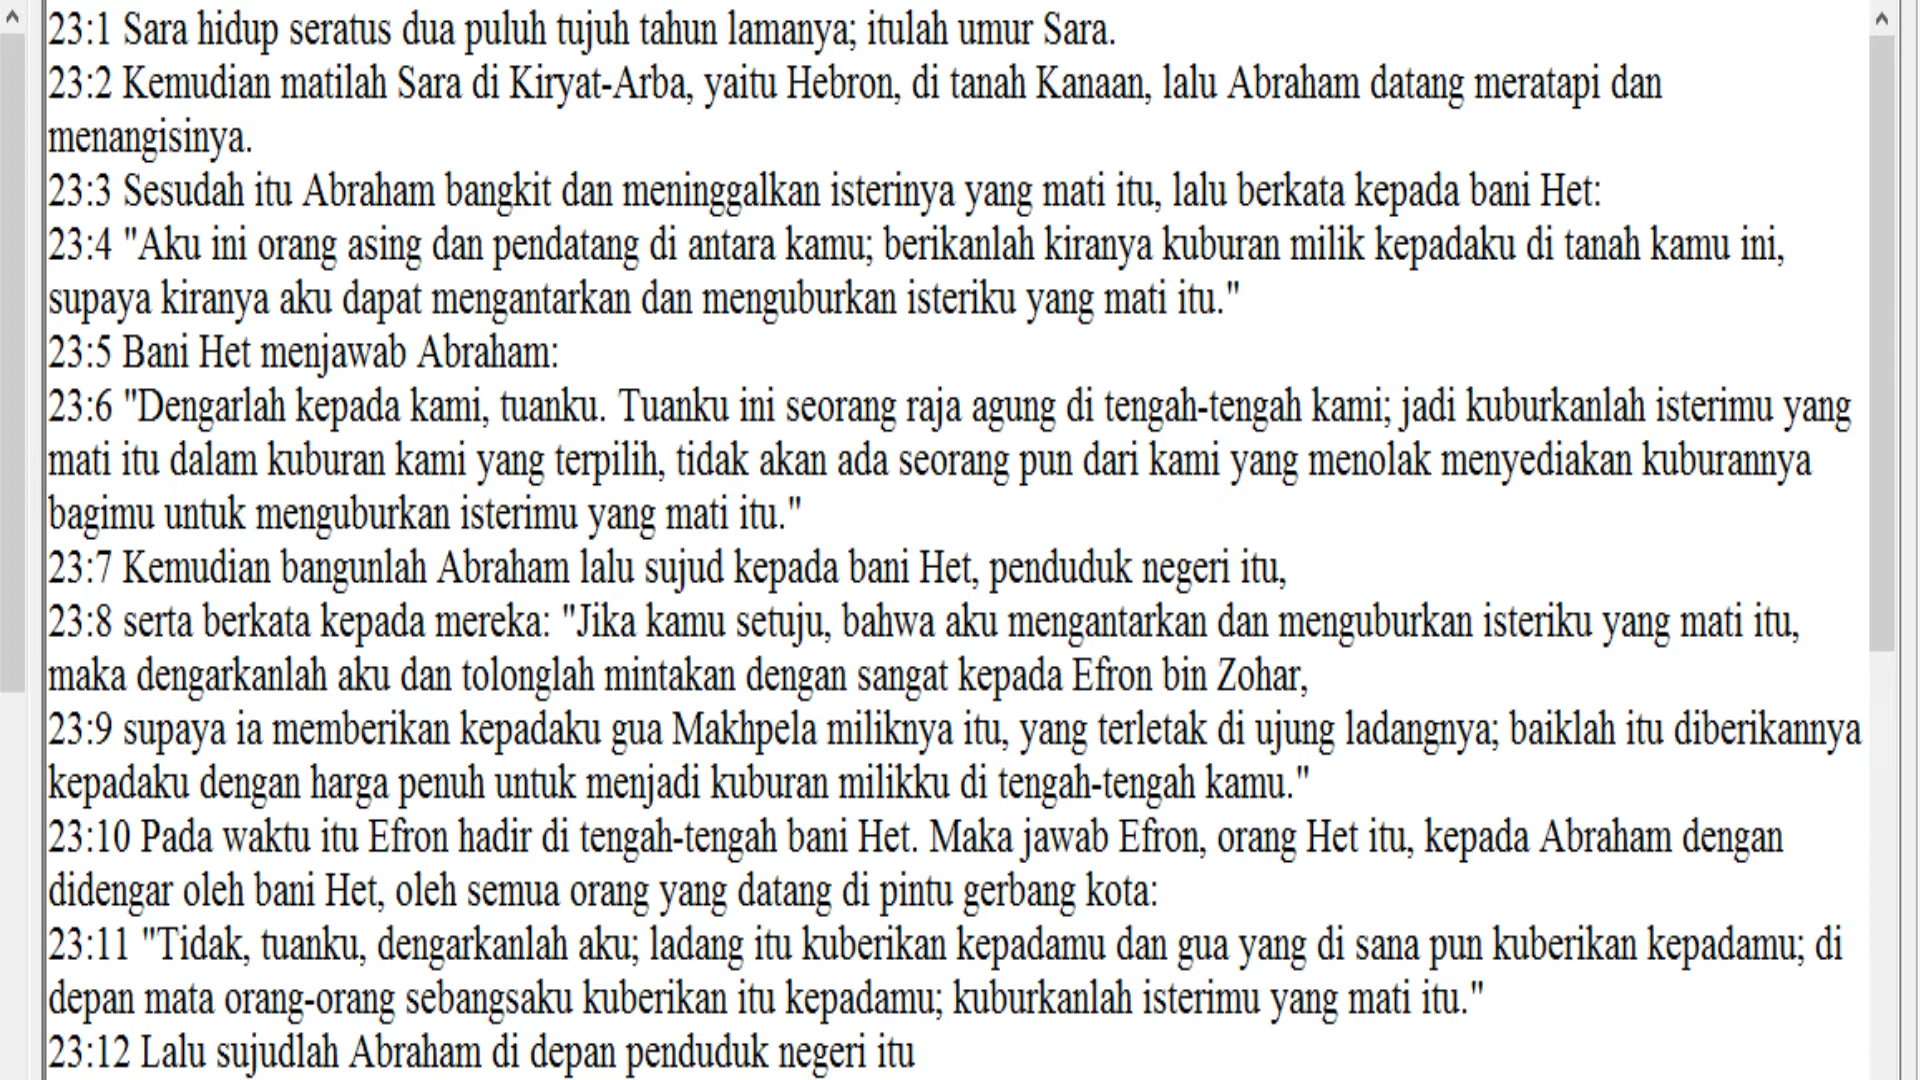 23:1 Sara hidup seratus dua puluh tujuh tahun lamanya; itulah umur Sara.
23:2 Kemudian matilah Sara di Kiryat-Arba, yaitu Hebron, di tanah Kanaan, lalu Abraham datang meratapi dan
menangisinya.
23:3 Sesudah itu Abraham bangkit dan meninggalkan isterinya yang mati itu, lalu berkata kepada bani Het:
23:4 "Aku ini orang asing dan pendatang di antara kamu; berikanlah kiranya kuburan milik kepadaku di tanah kamu ini,
supaya kiranya aku dapat mengantarkan dan menguburkan isteriku yang mati itu."
23:5 Bani Het menjawab Abraham:
23:6 "Dengarlah kepada kami, tuanku. Tuanku ini seorang raja agung di tengah-tengah kami; jadi kuburkanlah isterimu yang
mati itu dalam kuburan kami yang terpilih, tidak akan ada seorang pun dari kami yang menolak menyediakan kuburannya
bagimu untuk menguburkan isterimu yang mati itu."
23:7 Kemudian bangunlah Abraham lalu sujud kepada bani Het, penduduk negeri itu,
23:8 serta berkata kepada mereka: "Jika kamu setuju, bahwa aku mengantarkan dan menguburkan isteriku yang mati itu,
maka dengarkanlah aku dan tolonglah mintakan dengan sangat kepada Efron bin Zohar,
23:9 supaya ia memberikan kepadaku gua Makhpela miliknya itu, yang terletak di ujung ladangnya; baiklah itu diberikannya
kepadaku dengan harga penuh untuk menjadi kuburan milikku di tengah-tengah kamu."
23:10 Pada waktu itu Efron hadir di tengah-tengah bani Het. Maka jawab Efron, orang Het itu, kepada Abraham dengan
didengar oleh bani Het, oleh semua orang yang datang di pintu gerbang kota:
23:11 "Tidak, tuanku, dengarkanlah aku; ladang itu kuberikan kepadamu dan gua yang di sana pun kuberikan kepadamu; di
depan mata orang-orang sebangsaku kuberikan itu kepadamu; kuburkanlah isterimu yang mati itu."
23:12 Lalu sujudlah Abraham di depan penduduk negeri itu